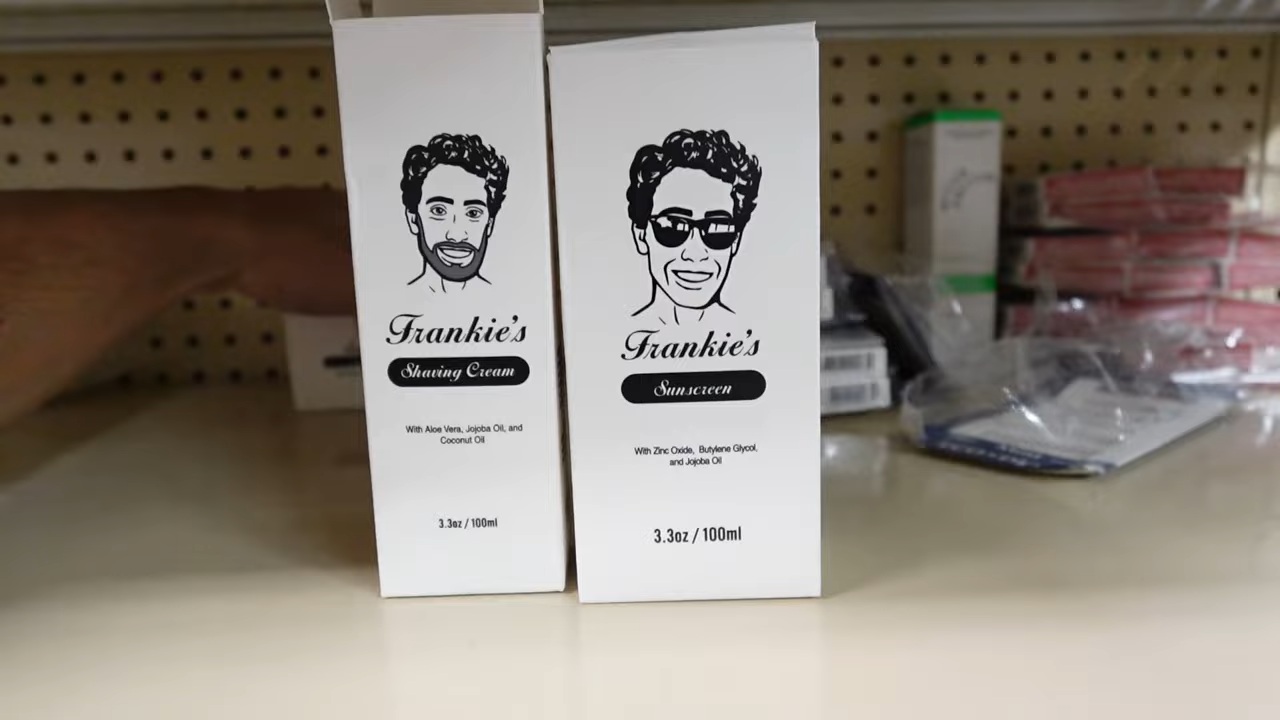 Frankie's
Shaving Cream
With Aloe Vera, Jojoba Oil, and
Coconut Oil
3.3oz / 100ml
Frankie's
Sunscreen
With Zinc Oxide, Butylene Glycol,
and Jojoba Oil
3.3oz / 100ml